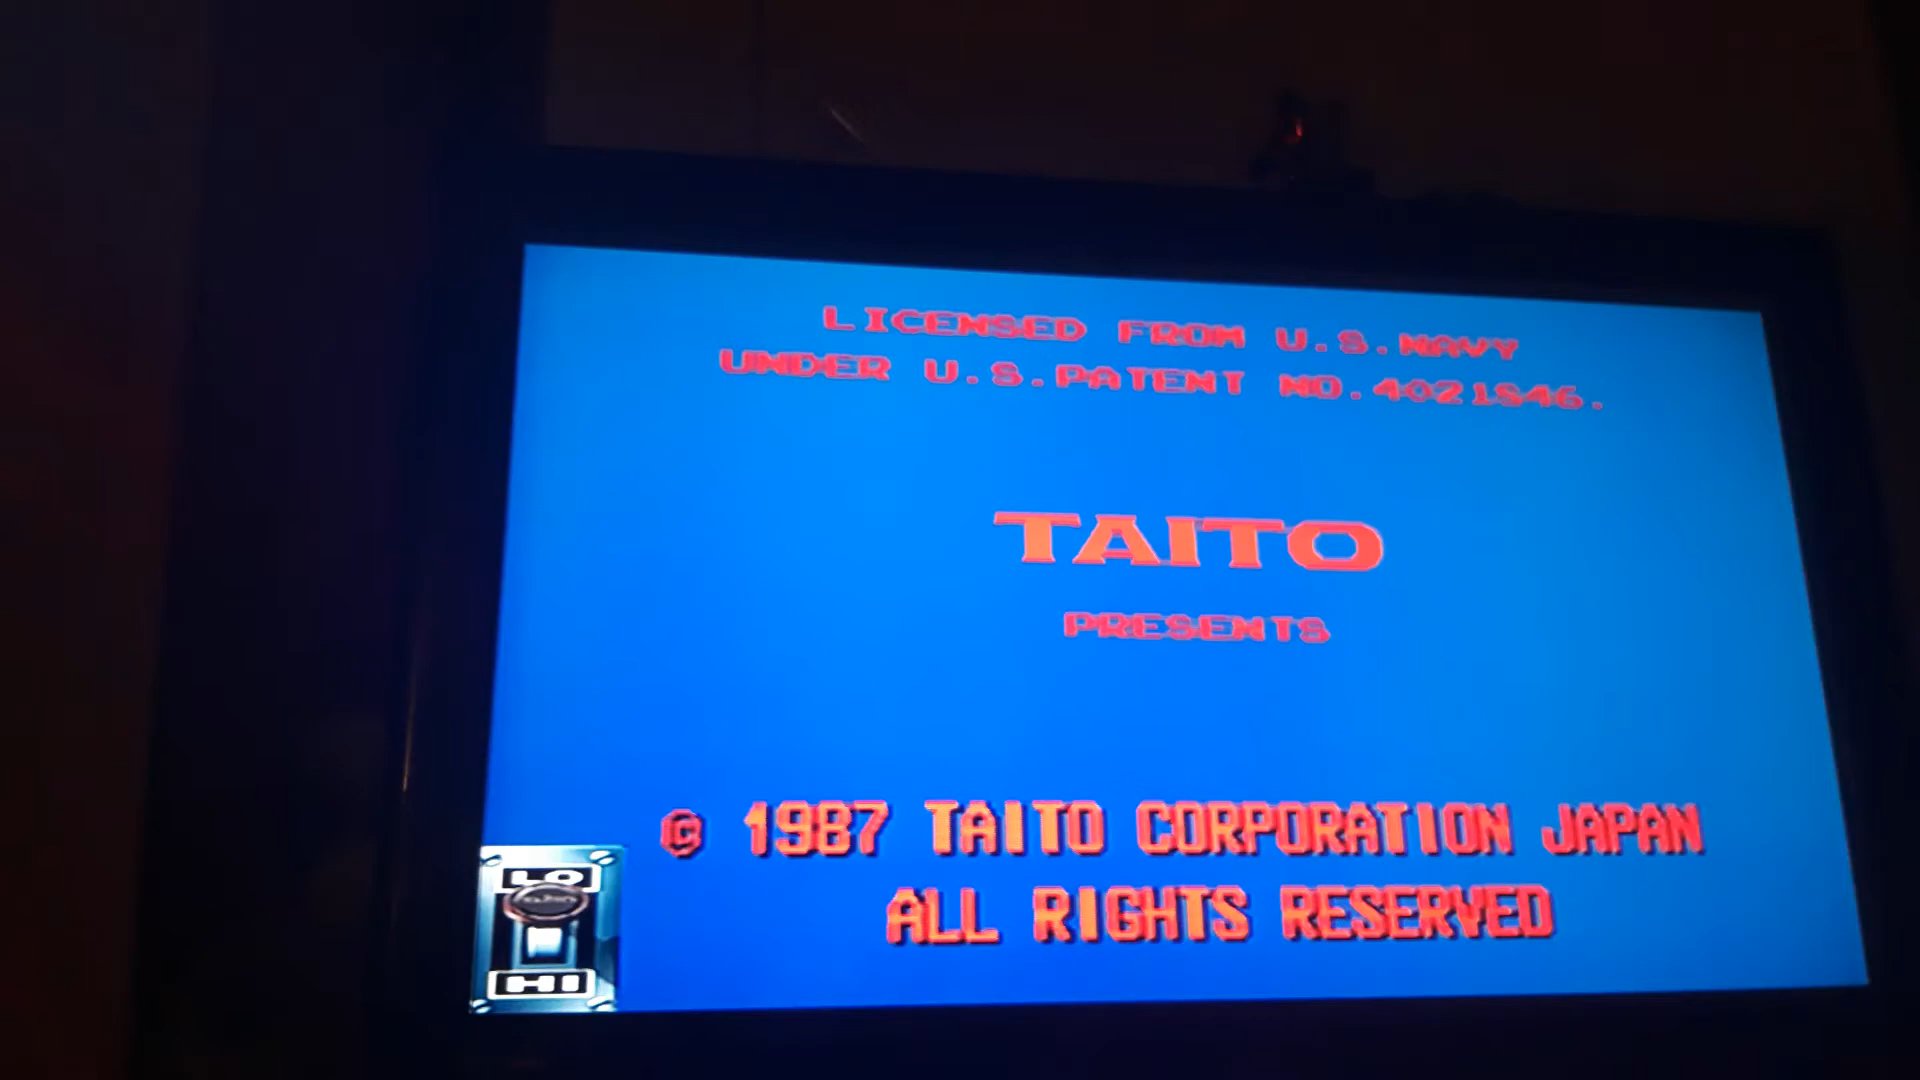 LICENSED FROM U.S.NAVY
UNDER U.S.PATENT NO.4021846.
TAITO
PRESENTS
© 1987 TAITO CORPORATION JAPAN
ALL RIGHTS RESERVED
LO
HI